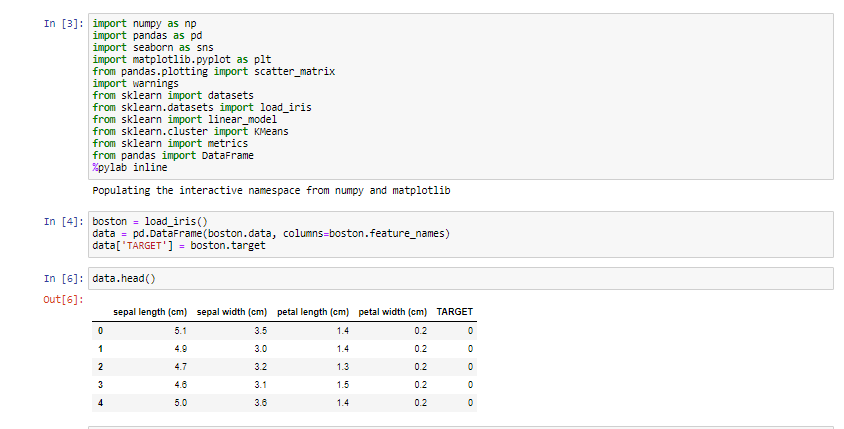 In [3]: import numpy as np
import pandas as pd
import seaborn as sns
import matplotlib.pyplot as plt
from pandas.plotting import scatter_matrix
import warnings
from sklearn import datasets
from sklearn.datasets import load_iris
from sklearn import linear_model
from sklearn.cluster import KMeans
from sklearn import metrics
from pandas import DataFrame
%pylab inline
Populating the interactive namespace from numpy and matplotlib
In [4]: boston = load_iris()
data = pd.DataFrame(boston.data, columns=boston.feature_names)
data['TARGET'] = boston.target
In [6]: data.head()
Out[6]:
sepal length (cm) sepal width (cm) petal length (cm) petal width (cm) TARGET
0 5.1 3.5 1.4 0.2 0
1 4.9 3.0 1.4 0.2 0
2 4.7 3.2 1.3 0.2 0
3 4.6 3.1 1.5 0.2 0
4 5.0 3.6 1.4 0.2 0